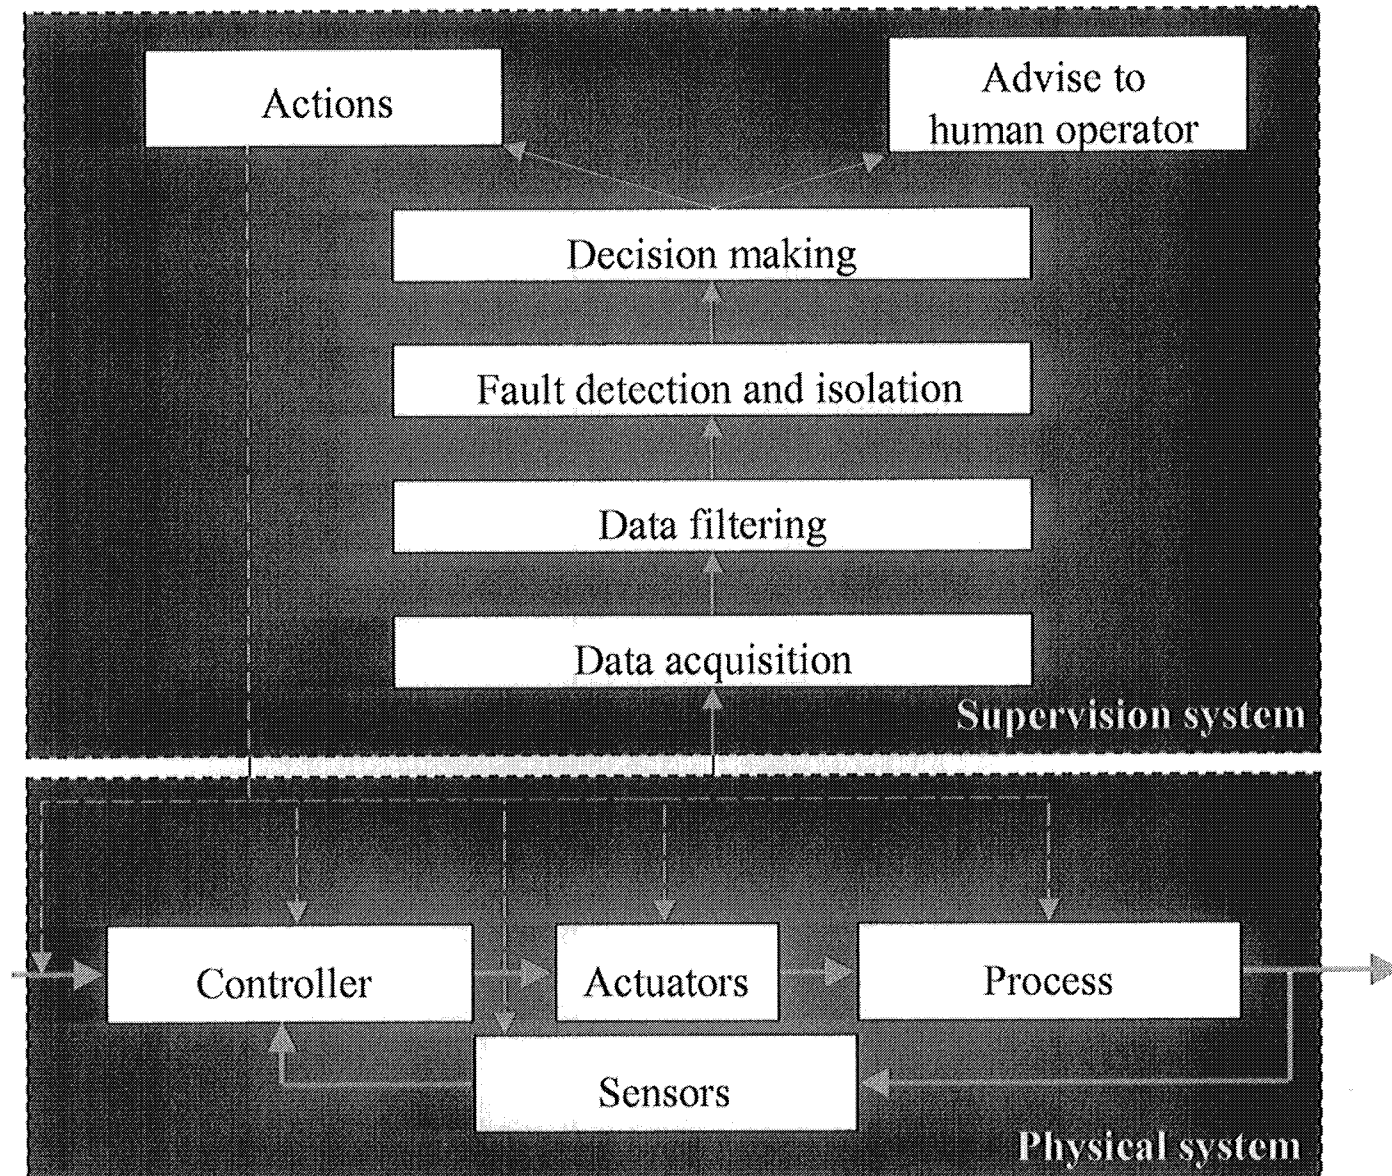 Actions
Advise to
human operator
Decision making
Fault detection and isolation
Data filtering
Data acquisition
Supervision system
Controller
Actuators
Process
Sensors
Physical system